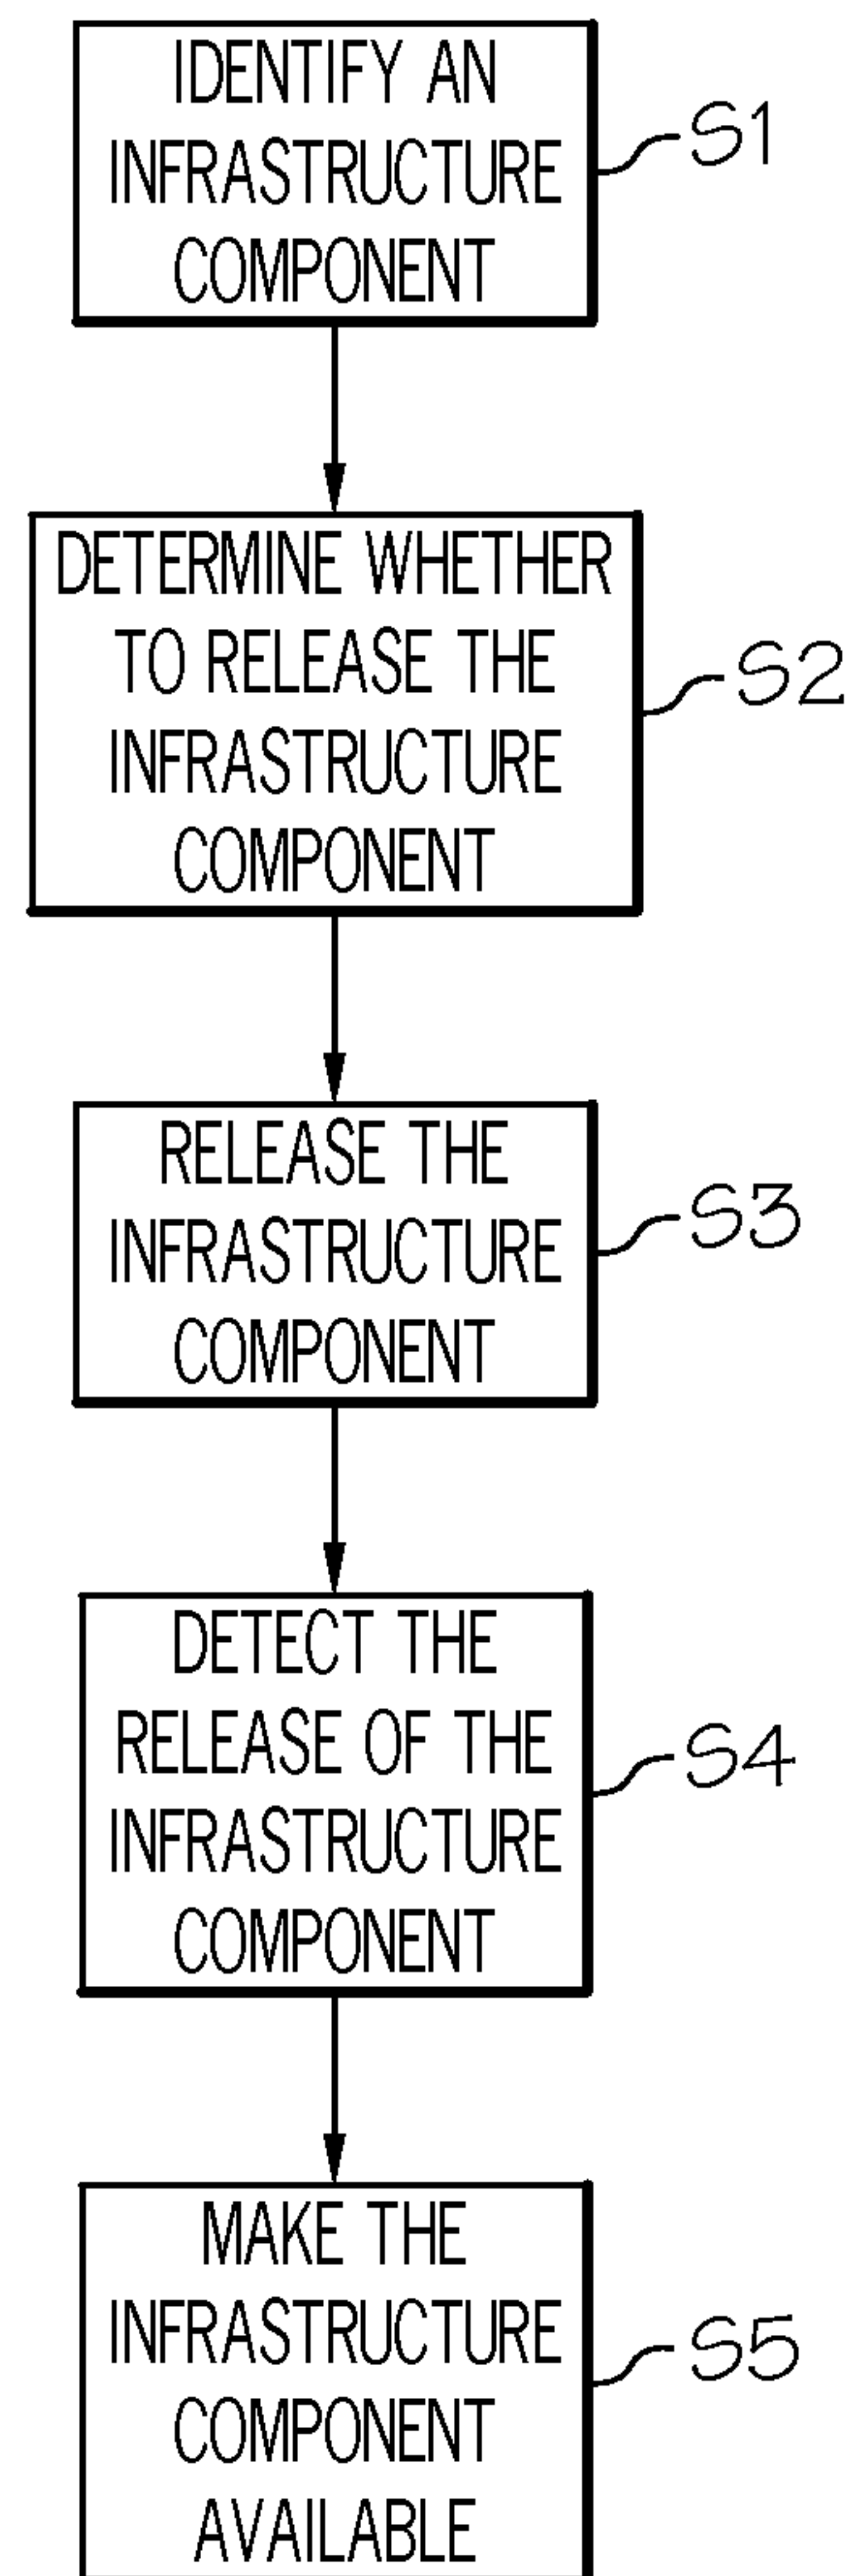 IDENTIFY AN
INFRASTRUCTURE
COMPONENT
S1
DETERMINE WHETHER
TO RELEASE THE
INFRASTRUCTURE
COMPONENT
S2
RELEASE THE
INFRASTRUCTURE
COMPONENT
S3
DETECT THE
RELEASE OF THE
INFRASTRUCTURE
COMPONENT
S4
MAKE THE
INFRASTRUCTURE
COMPONENT
AVAILABLE
S5